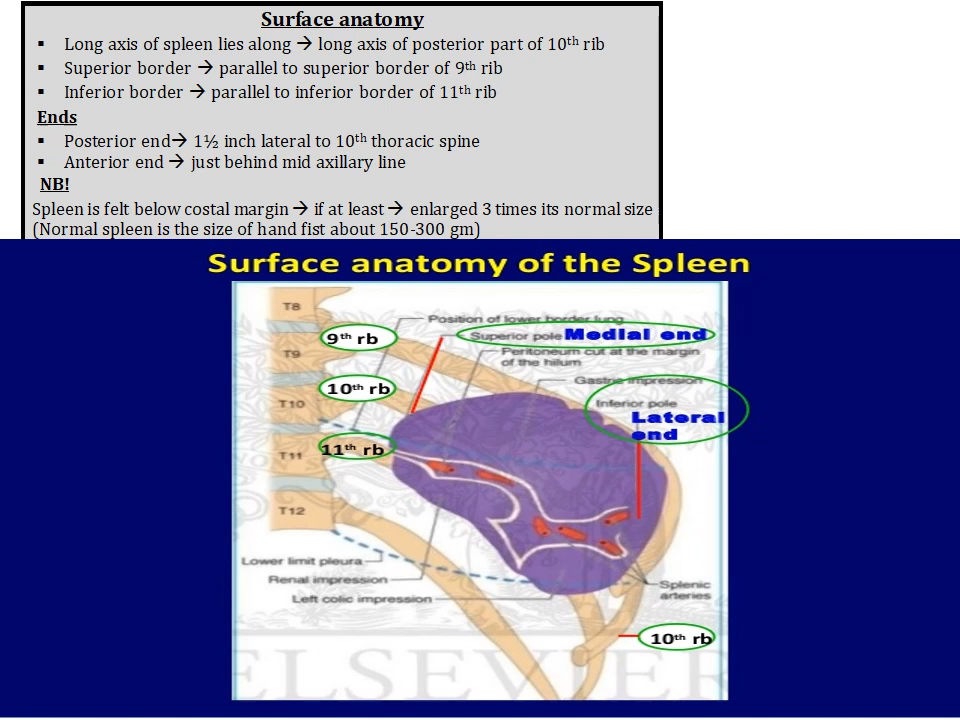 Surface anatomy
▪ Long axis of spleen lies along → long axis of posterior part of 10th rib
▪ Superior border → parallel to superior border of 9th rib
▪ Inferior border → parallel to inferior border of 11th rib
Ends
▪ Posterior end→ 1½ inch lateral to 10th thoracic spine
▪ Anterior end → just behind mid axillary line
NB!
Spleen is felt below costal margin → if at least → enlarged 3 times its normal size
(Normal spleen is the size of hand fist about 150-300 gm)
Surface anatomy of the Spleen
T8
Position of lower border lung
9th rb
Superior pole Medial end
T9
Peritoneum cut at the margin
of the hilum
Gastric impression
10th rb
T10
Inferior pole
Lateral
end
11th rb
T11
T12
Lower limit pleura
Renal impression
Left colic impression
Splenic
arteries
10th rb
ELSEVIER